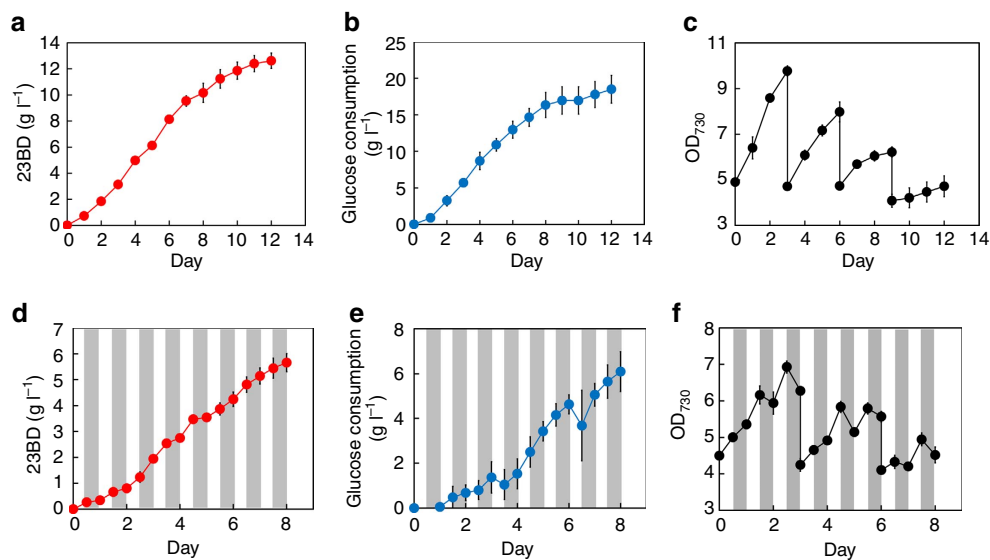 a
14
12
10
8
6
4
2
0
23BD (g l⁻¹)
0 2 4 6 8 10 12 14
Day
b
25
20
15
10
5
0
Glucose consumption
(g l⁻¹)
0 2 4 6 8 10 12 14
Day
c
11
9
7
5
3
OD₇₃₀
0 2 4 6 8 10 12 14
Day
d
7
6
5
4
3
2
1
0
23BD (g l⁻¹)
0 2 4 6 8
Day
e
8
6
4
2
0
Glucose consumption
(g l⁻¹)
0 2 4 6 8
Day
f
8
7
6
5
4
3
OD₇₃₀
0 2 4 6 8
Day